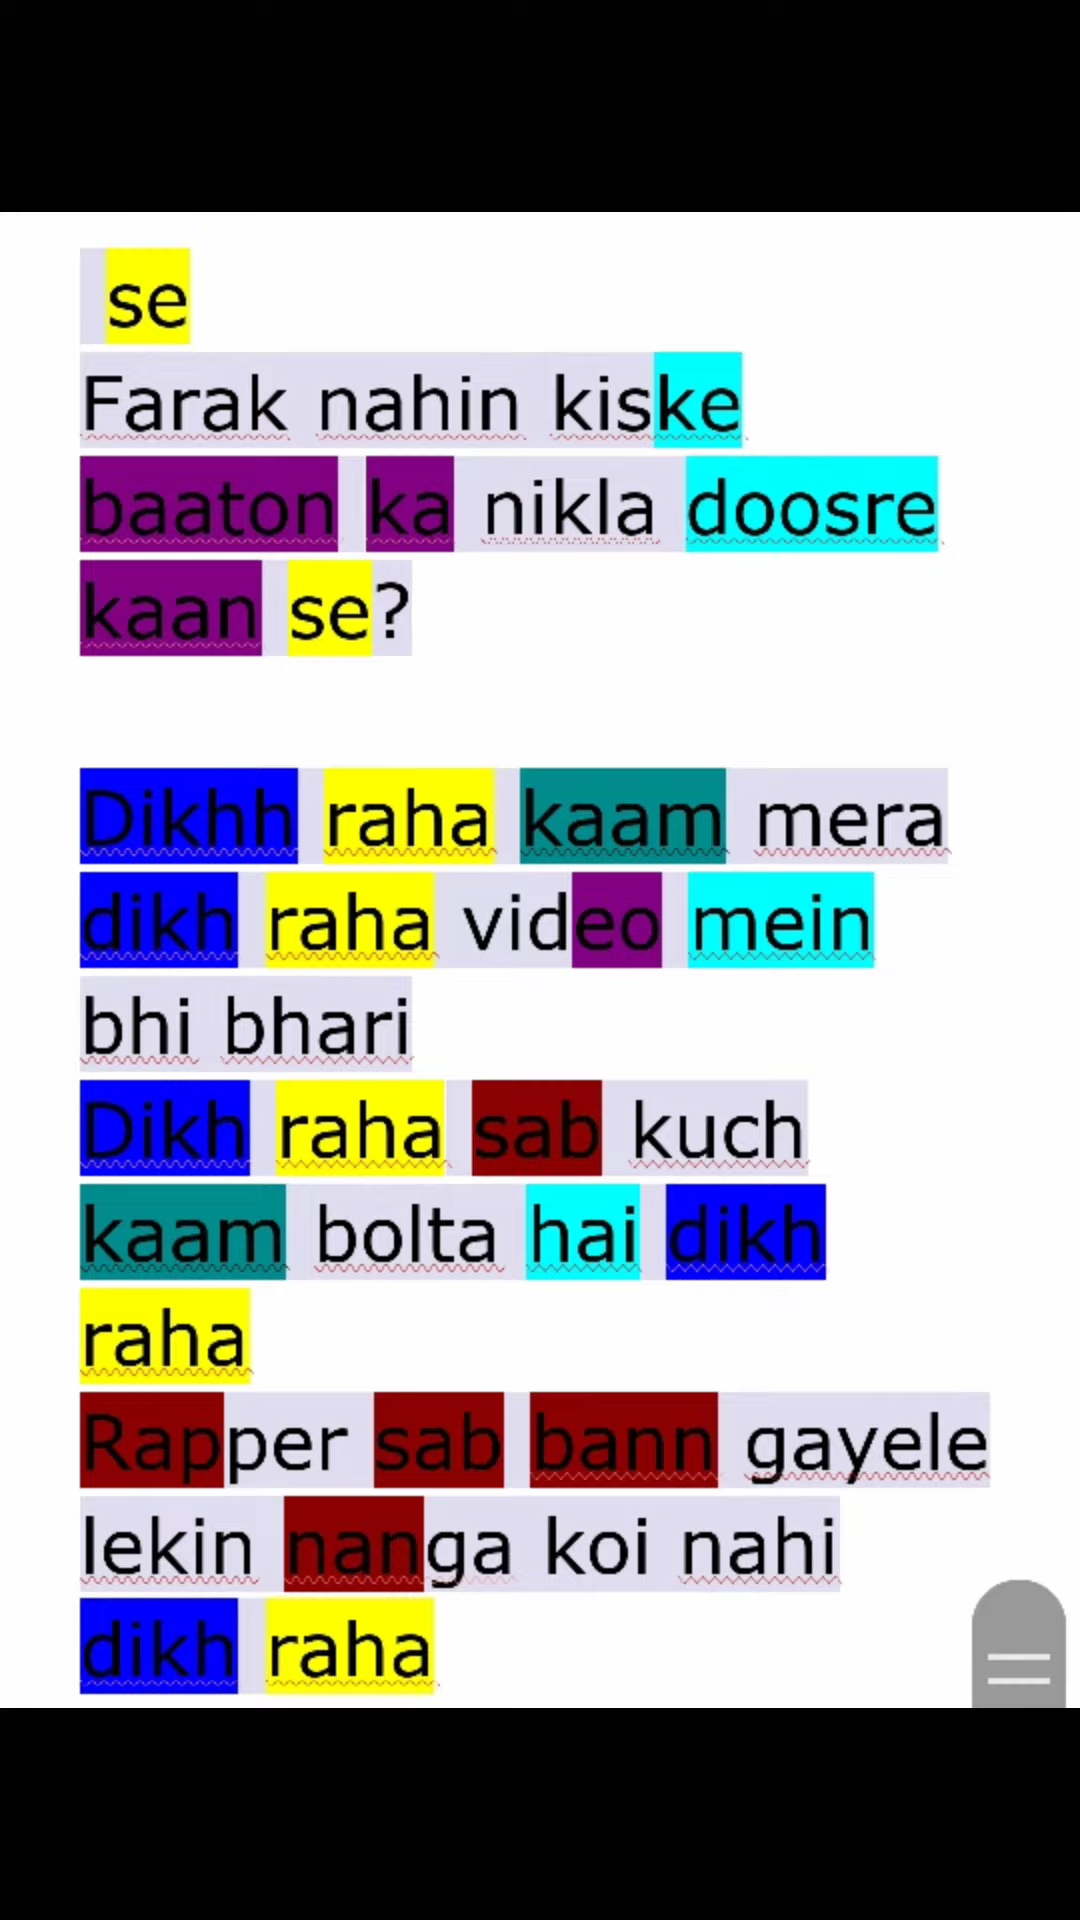 se
Farak nahin kiske
baaton ka nikla doosre
kaan se?
Dikhh raha kaam mera
dikh raha video mein
bhi bhari
Dikh raha sab kuch
kaam bolta hai dikh
raha
Rapper sab bann gayele
lekin nanga koi nahi
dikh raha